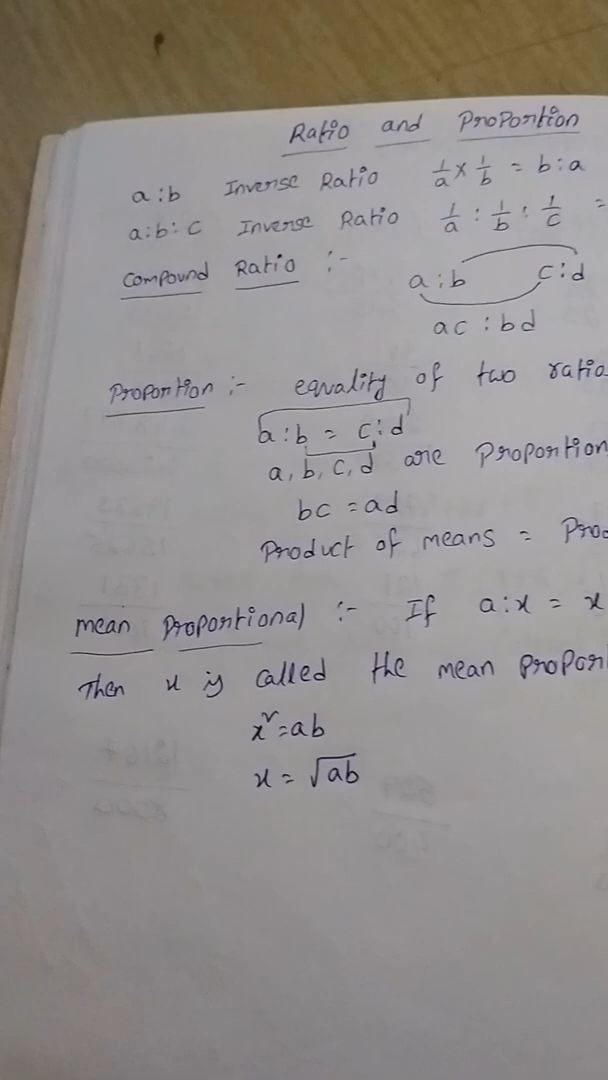 Ratio and Proportion
a:b Inverse Ratio 1/a × 1/b = b:a
a:b:c Inverse Ratio 1/a : 1/b : 1/c =
Compound Ratio :-
a:b c:d
ac : bd
Proportion :- equality of two ratio
a:b = c:d
a, b, c, d are Proportion
bc = ad
Product of means = Prod
mean Proportional :- If a:x = x
Then x is called the mean propor
x² = ab
x = √ab